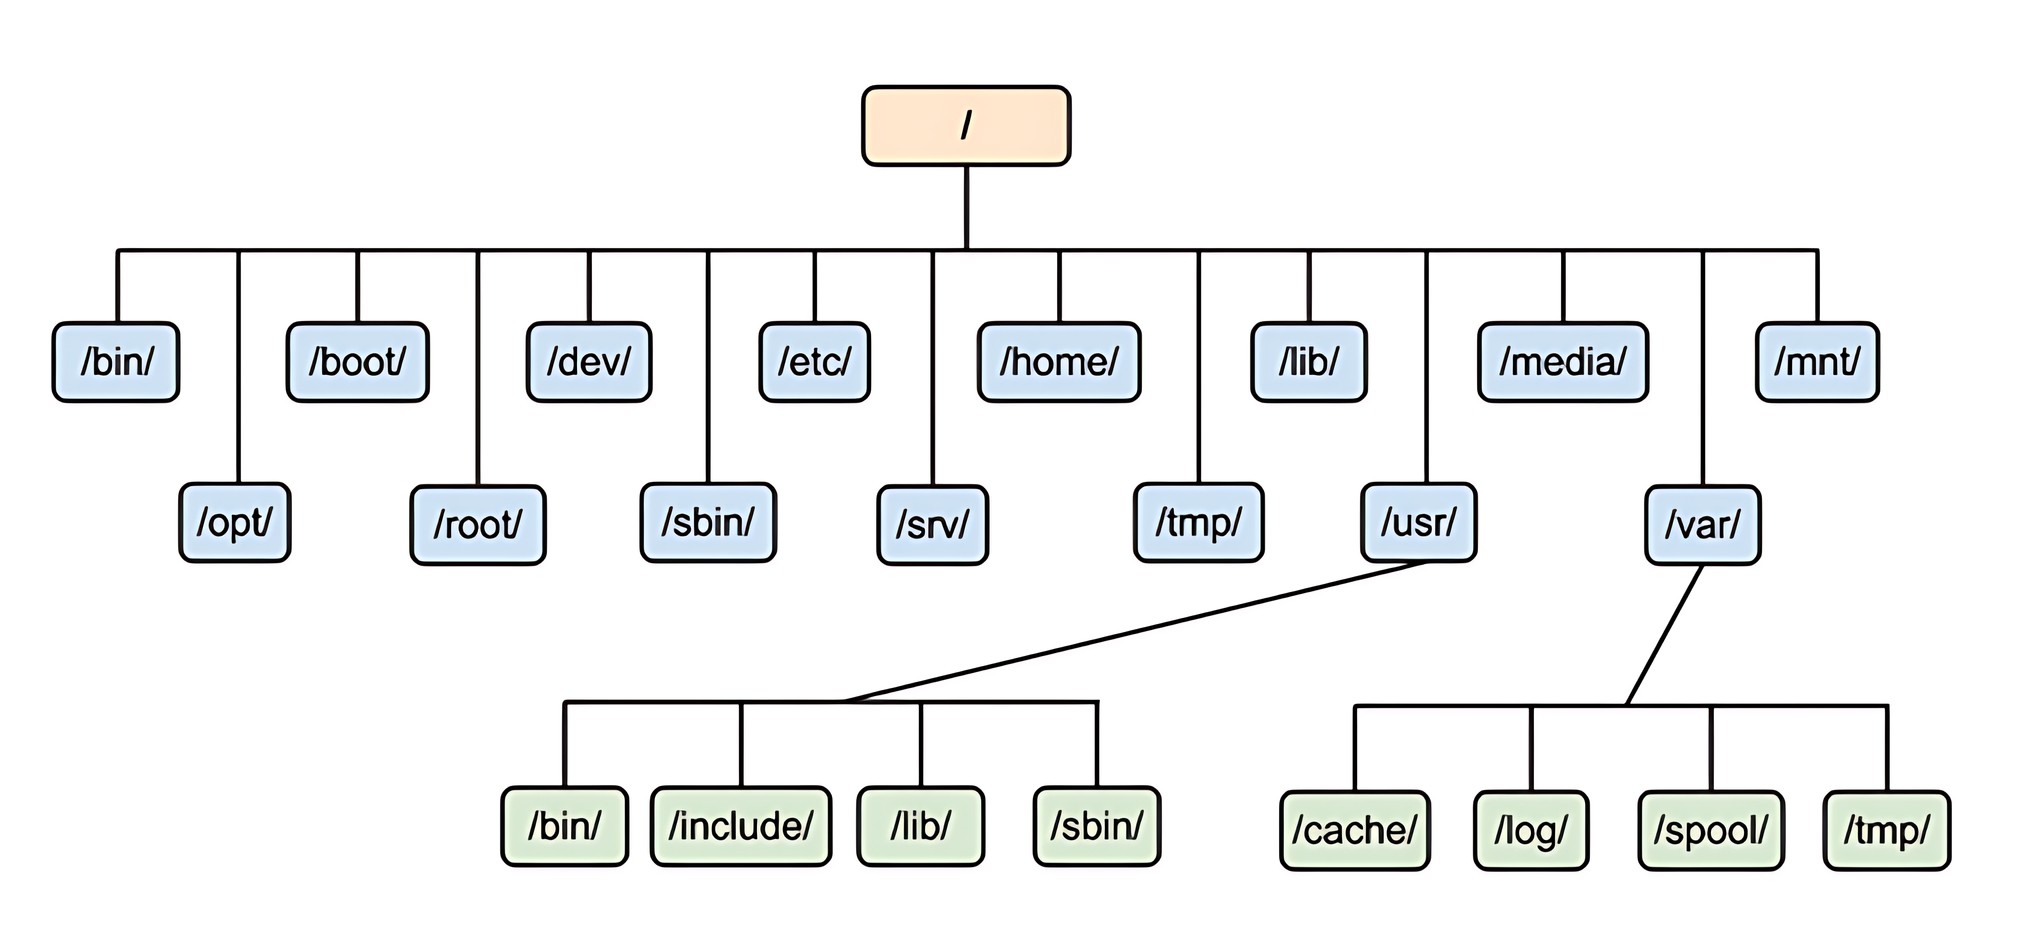 /
/bin/
/boot/
/dev/
/etc/
/home/
/lib/
/media/
/mnt/
/opt/
/root/
/sbin/
/srv/
/tmp/
/usr/
/var/
/bin/
/include/
/lib/
/sbin/
/cache/
/log/
/spool/
/tmp/